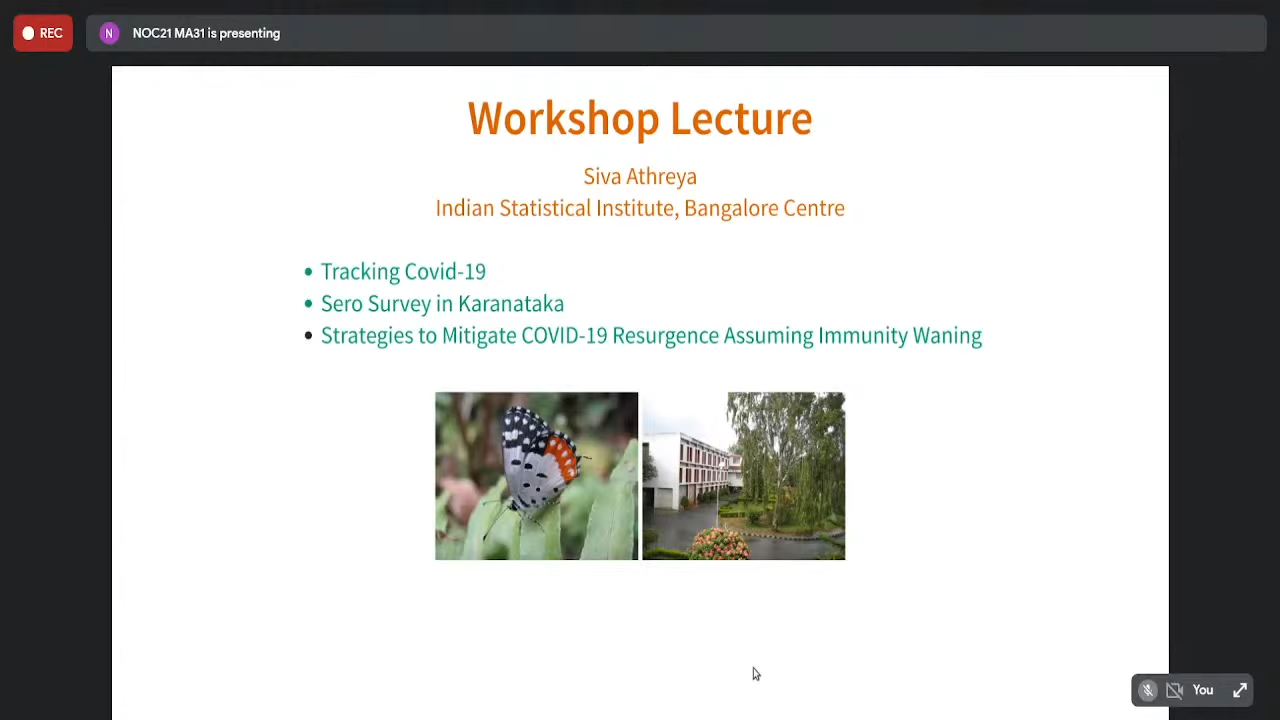 REC
N
NOC21 MA31 is presenting
Workshop Lecture
Siva Athreya
Indian Statistical Institute, Bangalore Centre
• Tracking Covid-19
• Sero Survey in Karanataka
• Strategies to Mitigate COVID-19 Resurgence Assuming Immunity Waning
You